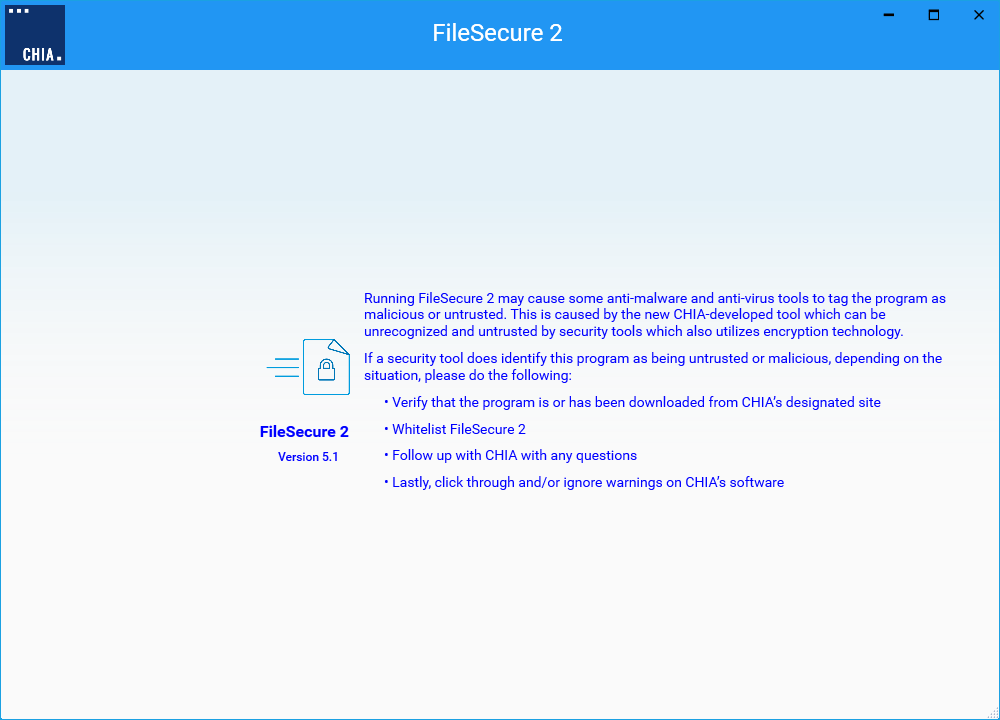 CHIA.
FileSecure 2
Running FileSecure 2 may cause some anti-malware and anti-virus tools to tag the program as
malicious or untrusted. This is caused by the new CHIA-developed tool which can be
unrecognized and untrusted by security tools which also utilizes encryption technology.
If a security tool does identify this program as being untrusted or malicious, depending on the
situation, please do the following:
• Verify that the program is or has been downloaded from CHIA’s designated site
• Whitelist FileSecure 2
• Follow up with CHIA with any questions
• Lastly, click through and/or ignore warnings on CHIA’s software
FileSecure 2
Version 5.1